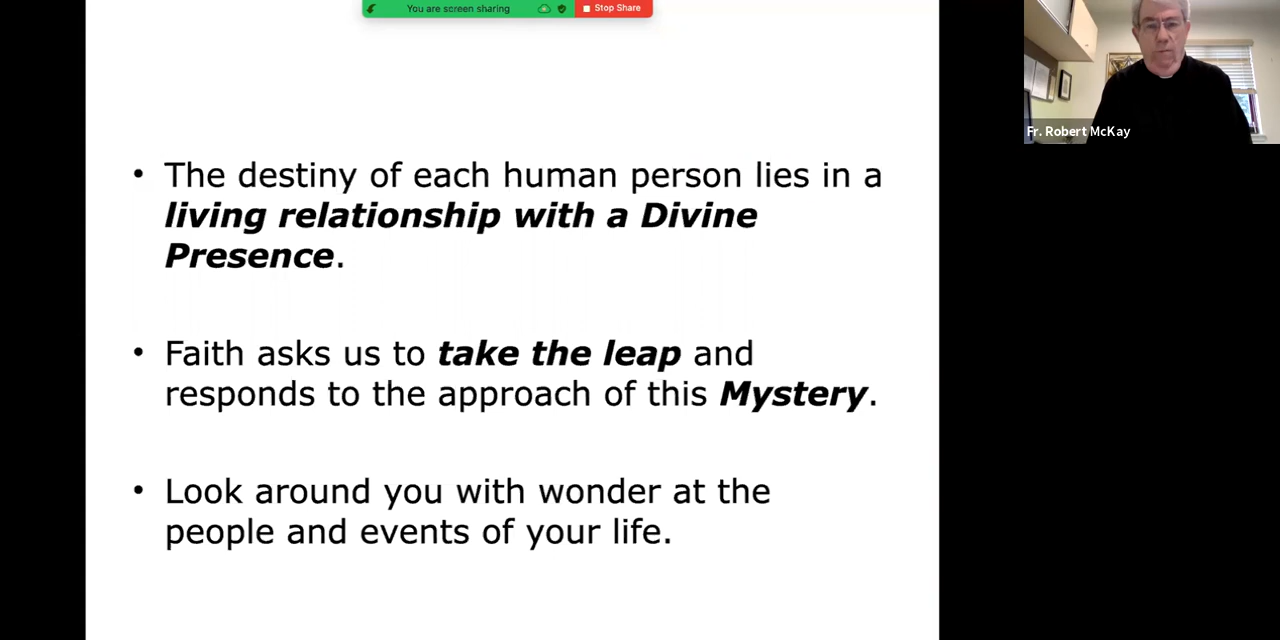 You are screen sharing
Stop Share
Fr. Robert McKay
• The destiny of each human person lies in a
living relationship with a Divine
Presence.
• Faith asks us to take the leap and
responds to the approach of this Mystery.
• Look around you with wonder at the
people and events of your life.